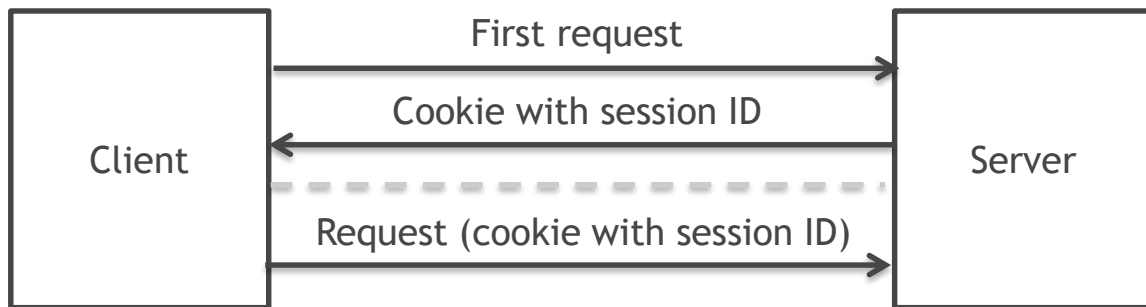 First request
Cookie with session ID
Client
Server
Request (cookie with session ID)